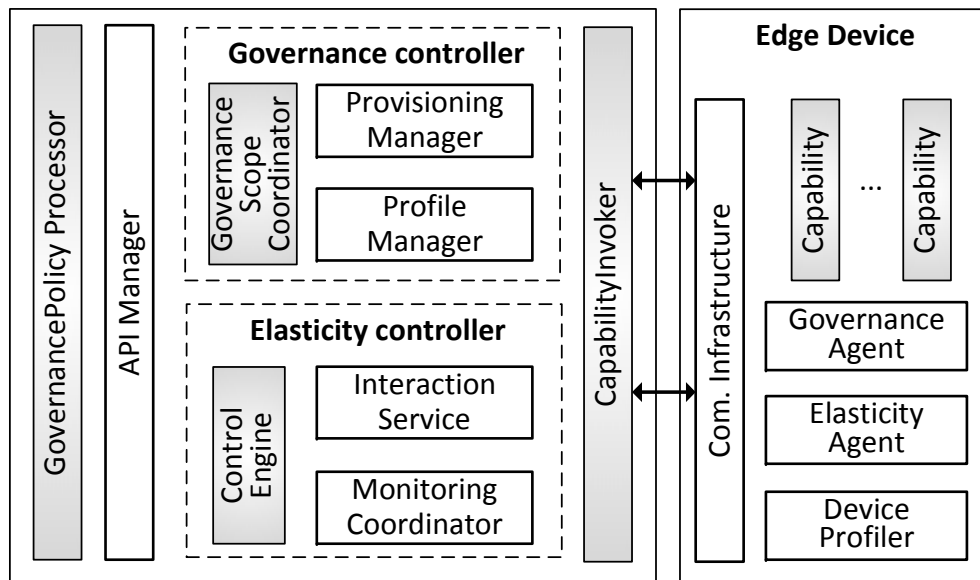 GovernancePolicy Processor
API Manager
Governance controller
Governance
Scope
Coordinator
Provisioning
Manager
Profile
Manager
Elasticity controller
Control
Engine
Interaction
Service
Monitoring
Coordinator
CapabilityInvoker
Edge Device
Com. Infrastructure
Capability
...
Capability
Governance
Agent
Elasticity
Agent
Device
Profiler